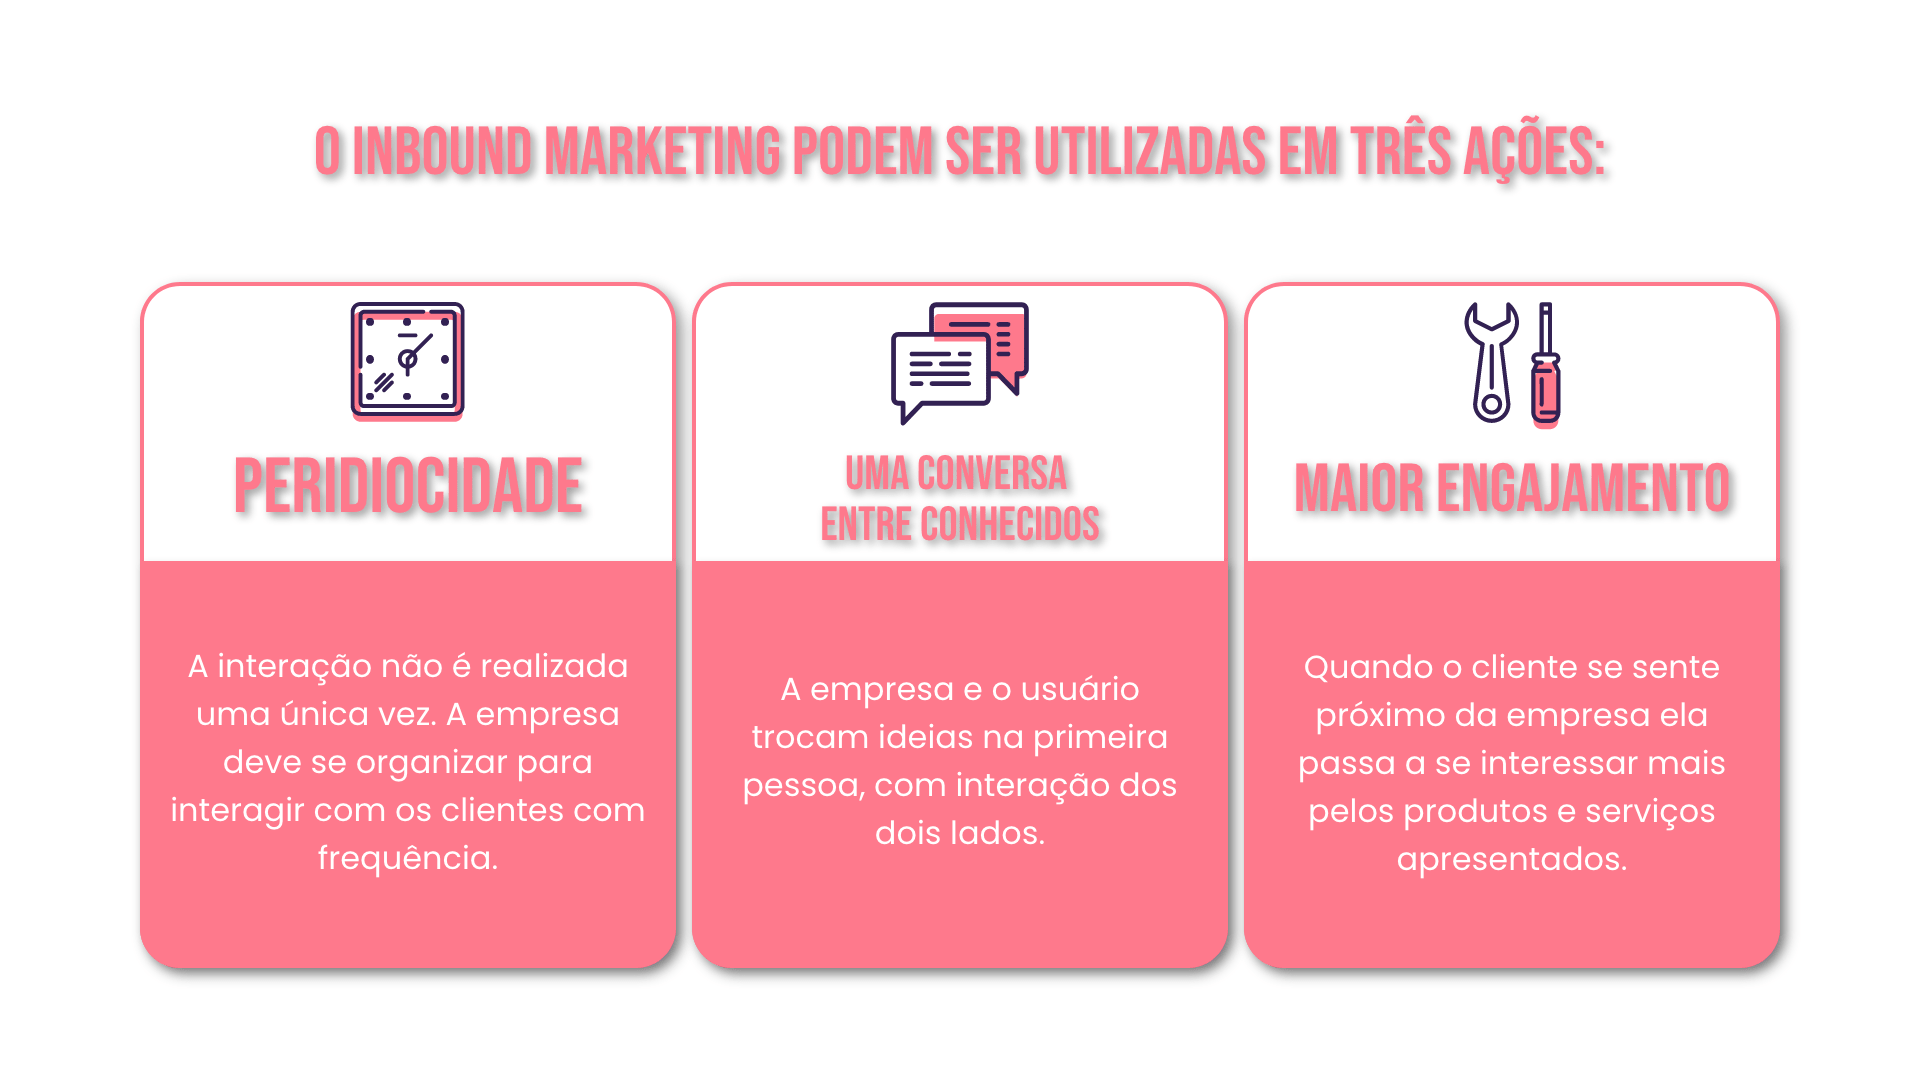 O INBOUND MARKETING PODEM SER UTILIZADAS EM TRÊS AÇÕES:
PERIDIOCIDADE
A interação não é realizada
uma única vez. A empresa
deve se organizar para
interagir com os clientes com
frequência.
UMA CONVERSA
ENTRE CONHECIDOS
A empresa e o usuário
trocam ideias na primeira
pessoa, com interação dos
dois lados.
MAIOR ENGAJAMENTO
Quando o cliente se sente
próximo da empresa ela
passa a se interessar mais
pelos produtos e serviços
apresentados.